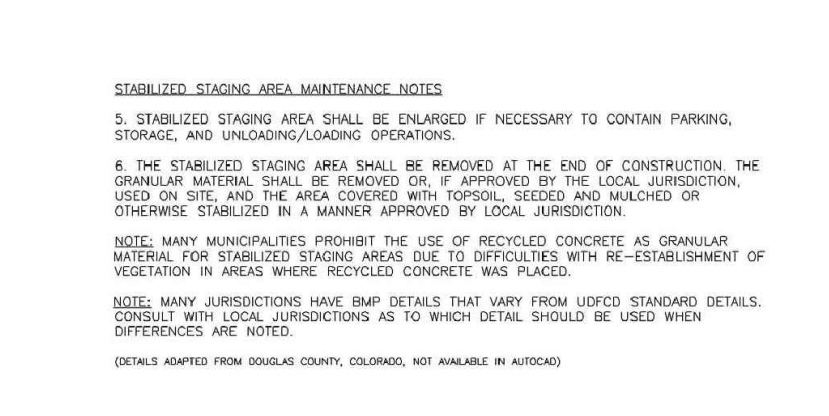 STABILIZED STAGING AREA MAINTENANCE NOTES
5. STABILIZED STAGING AREA SHALL BE ENLARGED IF NECESSARY TO CONTAIN PARKING,
STORAGE, AND UNLOADING/LOADING OPERATIONS.
6. THE STABILIZED STAGING AREA SHALL BE REMOVED AT THE END OF CONSTRUCTION. THE
GRANULAR MATERIAL SHALL BE REMOVED OR, IF APPROVED BY THE LOCAL JURISDICTION,
USED ON SITE, AND THE AREA COVERED WITH TOPSOIL, SEEDED AND MULCHED OR
OTHERWISE STABILIZED IN A MANNER APPROVED BY LOCAL JURISDICTION.
NOTE: MANY MUNICIPALITIES PROHIBIT THE USE OF RECYCLED CONCRETE AS GRANULAR
MATERIAL FOR STABILIZED STAGING AREAS DUE TO DIFFICULTIES WITH RE-ESTABLISHMENT OF
VEGETATION IN AREAS WHERE RECYCLED CONCRETE WAS PLACED.
NOTE: MANY JURISDICTIONS HAVE BMP DETAILS THAT VARY FROM UDFCD STANDARD DETAILS.
CONSULT WITH LOCAL JURISDICTIONS AS TO WHICH DETAIL SHOULD BE USED WHEN
DIFFERENCES ARE NOTED.
(DETAILS ADAPTED FROM DOUGLAS COUNTY, COLORADO, NOT AVAILABLE IN AUTOCAD)